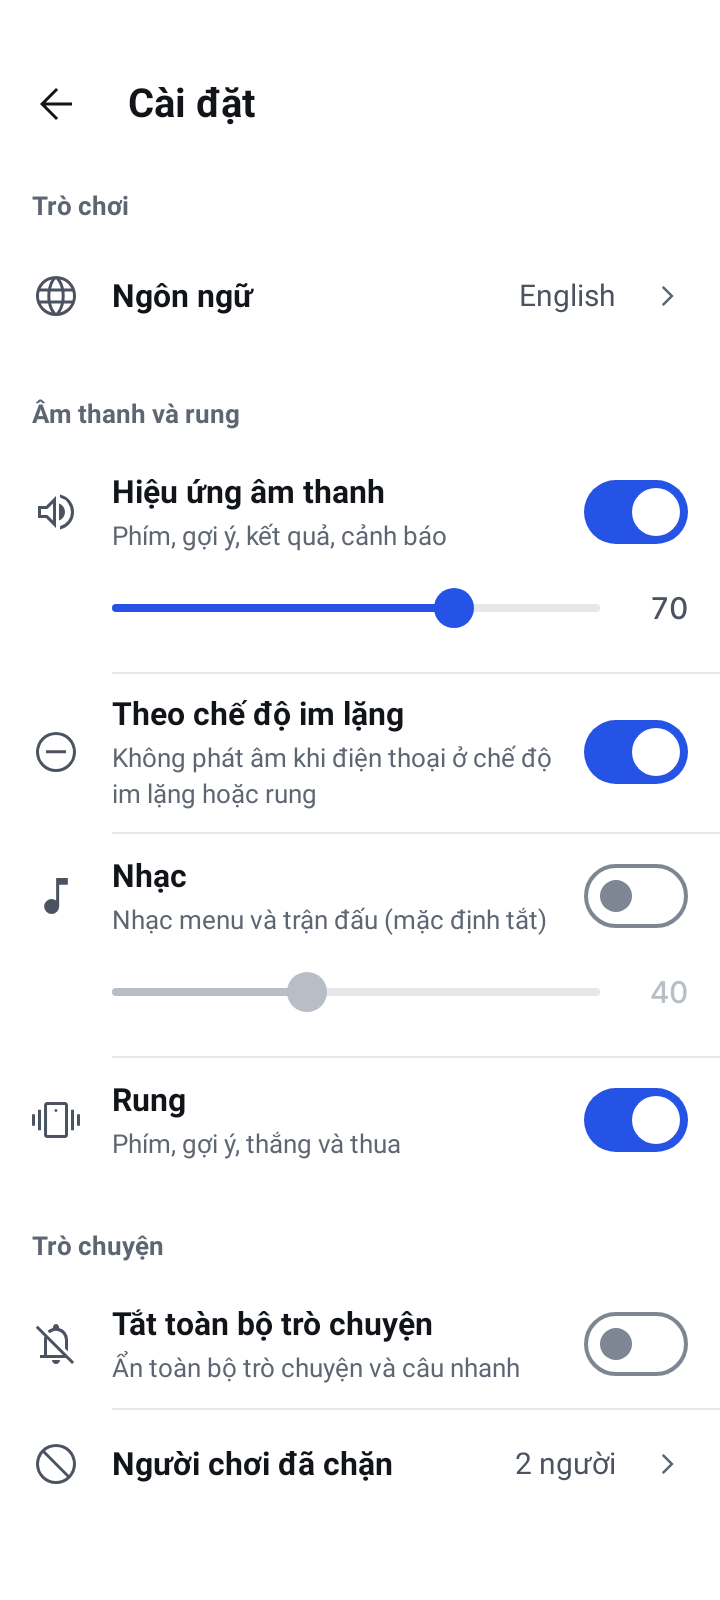 Cài đặt
Trò chơi
Ngôn ngữ English
Âm thanh và rung
Hiệu ứng âm thanh
Phím, gợi ý, kết quả, cảnh báo
70
Theo chế độ im lặng
Không phát âm khi điện thoại ở chế độ
im lặng hoặc rung
Nhạc
Nhạc menu và trận đấu (mặc định tắt)
40
Rung
Phím, gợi ý, thắng và thua
Trò chuyện
Tắt toàn bộ trò chuyện
Ẩn toàn bộ trò chuyện và câu nhanh
Người chơi đã chặn 2 người